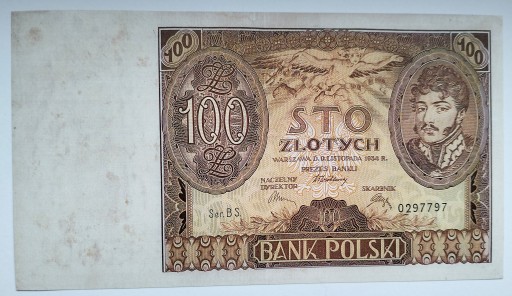 100 100
100
STO
ZŁOTYCH
WARSZAWA D. 9 LISTOPADA 1934 R.
PREZES BANKU
NACZELNY DYREKTOR
SKARBNIK
Ser. B S. 0297797
100
BANK POLSKI